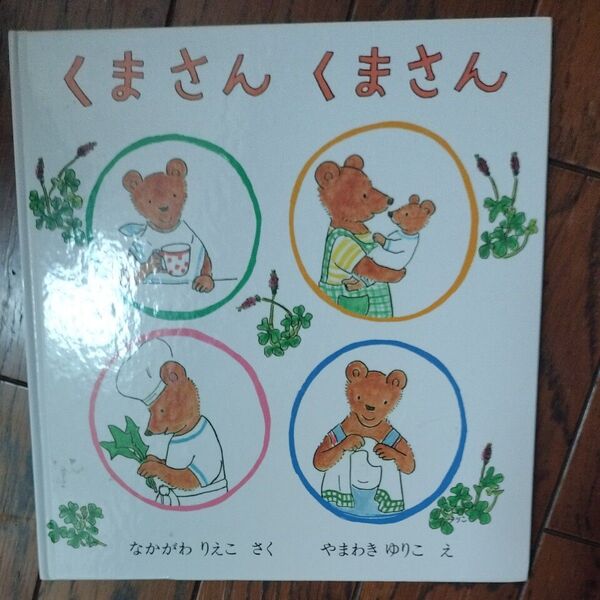 くまさん くまさん
なかがわ りえこ さく やまわき ゆりこ え